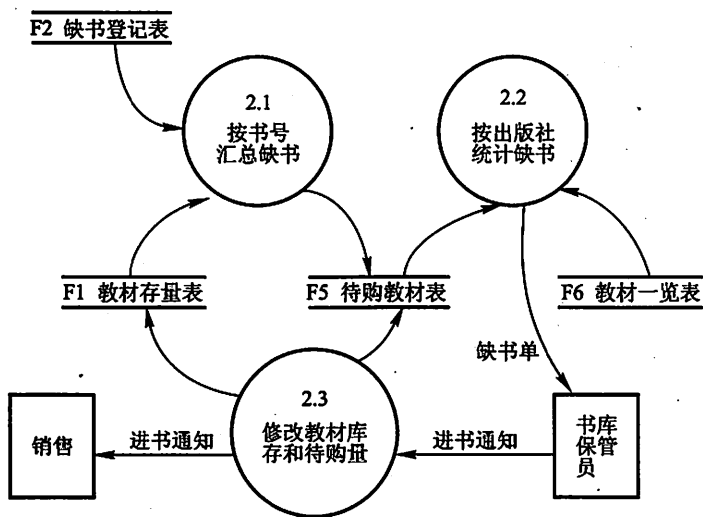 F2 缺书登记表
2.1
按书号
汇总缺书
2.2
按出版社
统计缺书
F1 教材存量表
F5 待购教材表
F6 教材一览表
缺书单
2.3
修改教材库
存和待购量
销售
进书通知
进书通知
书库
保管
员